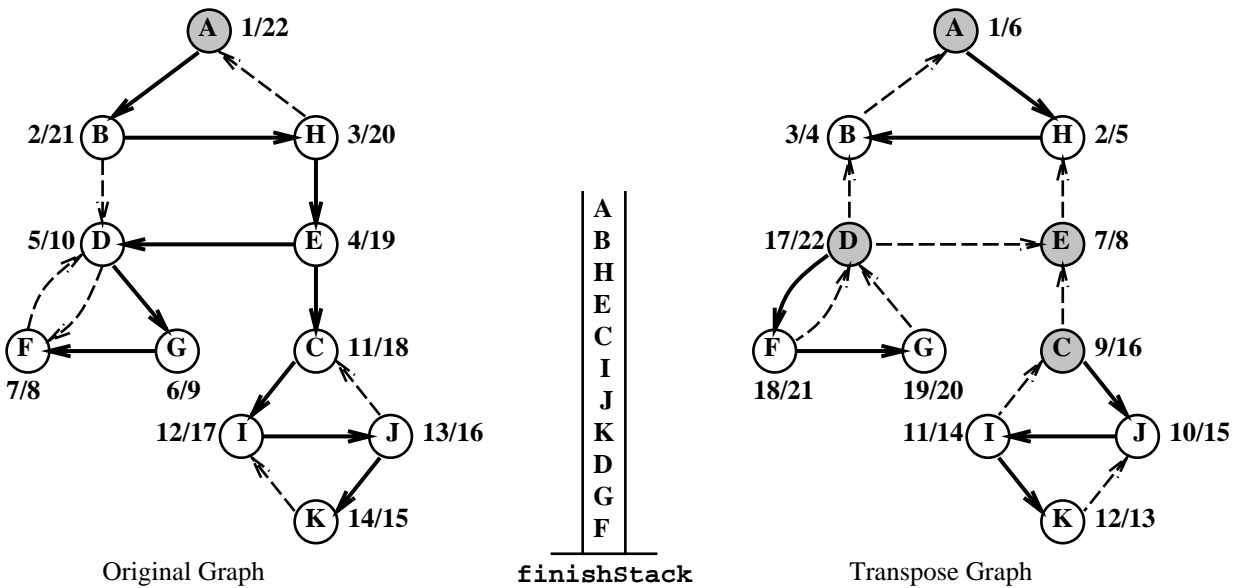 A 1/22
2/21 B
H 3/20
5/10 D
E 4/19
F
G
7/8
6/9
C 11/18
12/17 I
J 13/16
K 14/15
Original Graph
A
B
H
E
C
I
J
K
D
G
F
finishStack
A 1/6
3/4 B
H 2/5
17/22 D
E 7/8
F
G
18/21
19/20
C 9/16
11/14 I
J 10/15
K 12/13
Transpose Graph